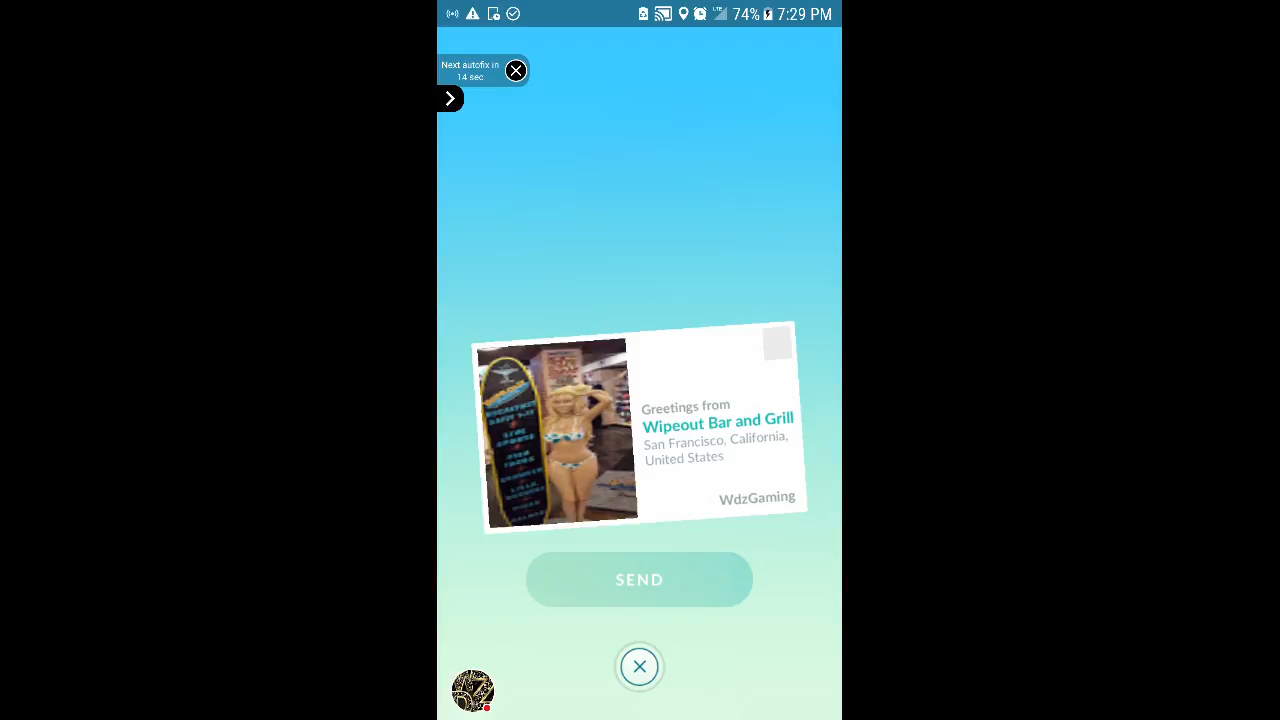 LTE 74% 7:29 PM
Next autofix in
14 sec
Greetings from
Wipeout Bar and Grill
San Francisco, California,
United States
WdzGaming
SEND